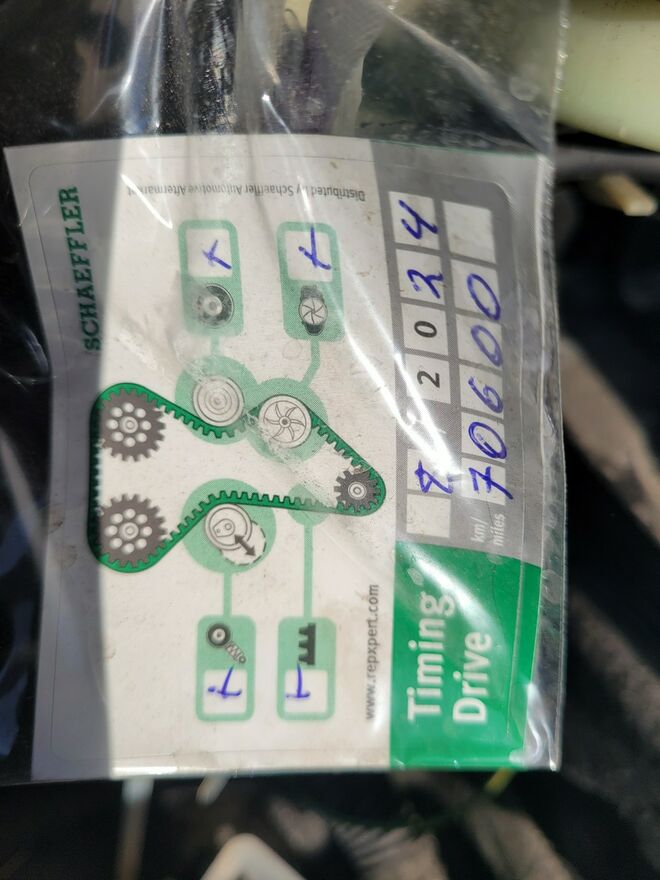 SCHAEFFLER
Distributed by Schaeffler Automotive Aftermarket
www.repxpert.com
Timing
Drive
2024
km/
miles
70600